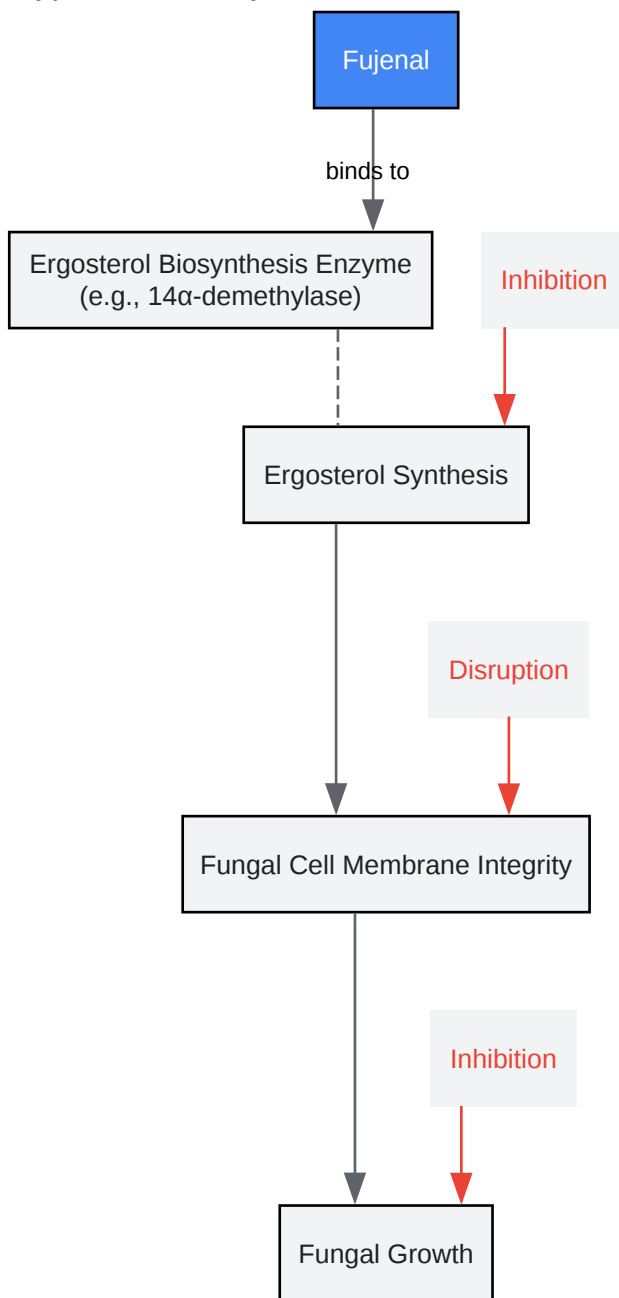 Fujenal
binds to
Ergosterol Biosynthesis Enzyme
(e.g., 14α-demethylase)
Inhibition
Ergosterol Synthesis
Disruption
Fungal Cell Membrane Integrity
Inhibition
Fungal Growth